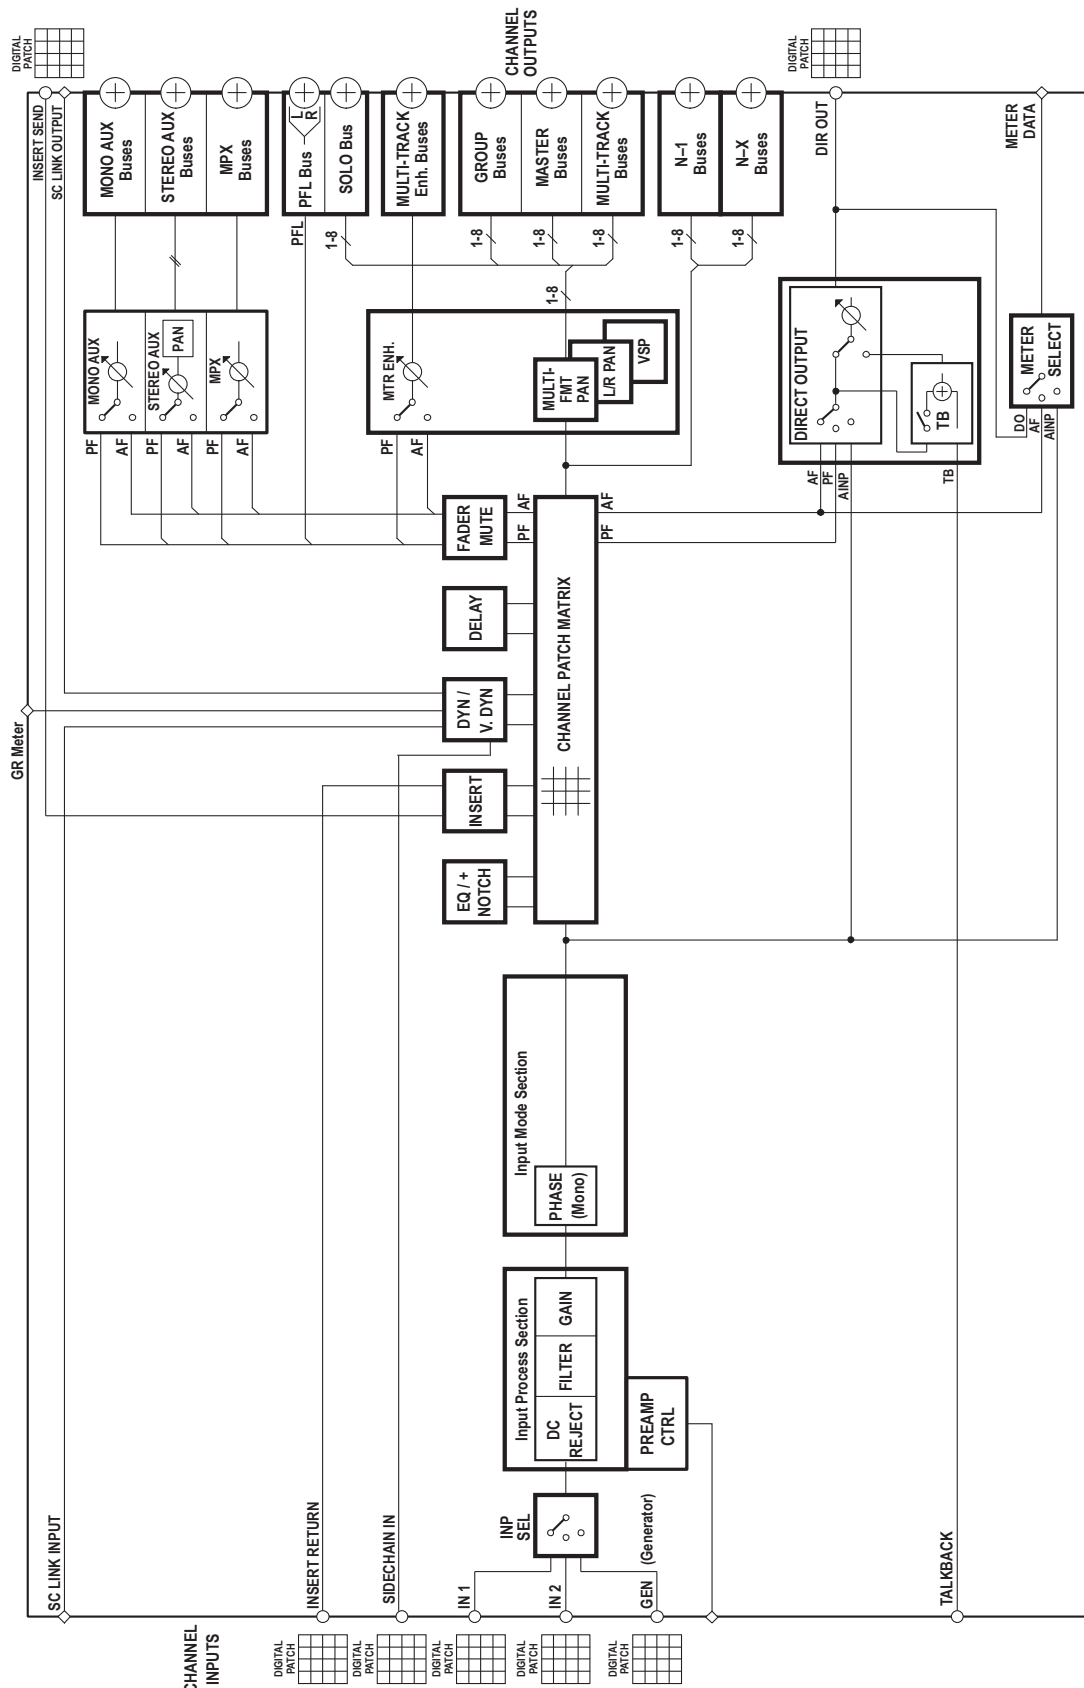 CHANNEL
INPUTS
DIGITAL
PATCH
DIGITAL
PATCH
DIGITAL
PATCH
DIGITAL
PATCH
DIGITAL
PATCH
SC LINK INPUT
INSERT RETURN
SIDECHAIN IN
IN 1
IN 2
GEN (Generator)
TALKBACK
INP
SEL
Input Process Section
DC
REJECT
FILTER
GAIN
PREAMP
CTRL
Input Mode Section
PHASE
(Mono)
GR Meter
EQ / +
NOTCH
INSERT
DYN /
V. DYN
DELAY
FADER
MUTE
CHANNEL PATCH MATRIX
PF
AF
PF
AF
PF
AF
PF
AF
PF
AF
PF
AF
MONO AUX
STEREO AUX
PAN
MPX
MTR ENH.
MULTI-
FMT
PAN
L/R PAN
VSP
AF
PF
AINP
TB
DIRECT OUTPUT
TB
DO
AF
AINP
METER
SELECT
PFL
1-8
1-8
1-8
1-8
1-8
1-8
1-8
INSERT SEND
SC LINK OUTPUT
MONO AUX
Buses
STEREO AUX
Buses
MPX
Buses
PFL Bus
L
R
SOLO Bus
MULTI-TRACK
Enh. Buses
GROUP
Buses
MASTER
Buses
MULTI-TRACK
Buses
N–1
Buses
N–X
Buses
DIR OUT
METER
DATA
DIGITAL
PATCH
CHANNEL
OUTPUTS
DIGITAL
PATCH